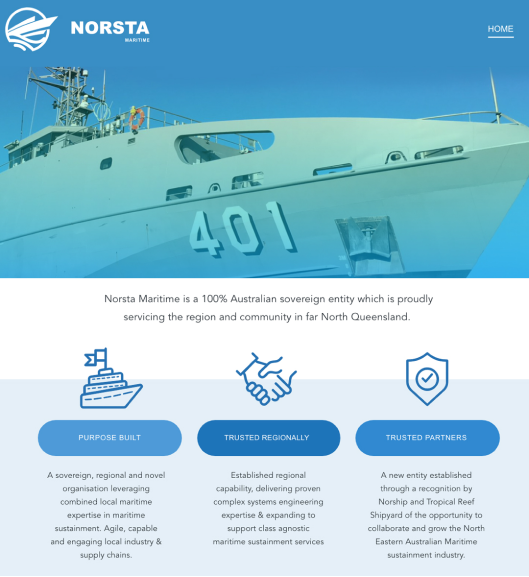 NORSTA
MARITIME
HOME
401
Norsta Maritime is a 100% Australian sovereign entity which is proudly
servicing the region and community in far North Queensland.
PURPOSE BUILT
A sovereign, regional and novel
organisation leveraging
combined local maritime
expertise in maritime
sustainment. Agile, capable
and engaging local industry &
supply chains.
TRUSTED REGIONALLY
Established regional
capability, delivering proven
complex systems engineering
expertise & expanding to
support class agnostic
maritime sustainment services
TRUSTED PARTNERS
A new entity established
through a recognition by
Norship and Tropical Reef
Shipyard of the opportunity to
collaborate and grow the North
Eastern Australian Maritime
sustainment industry.